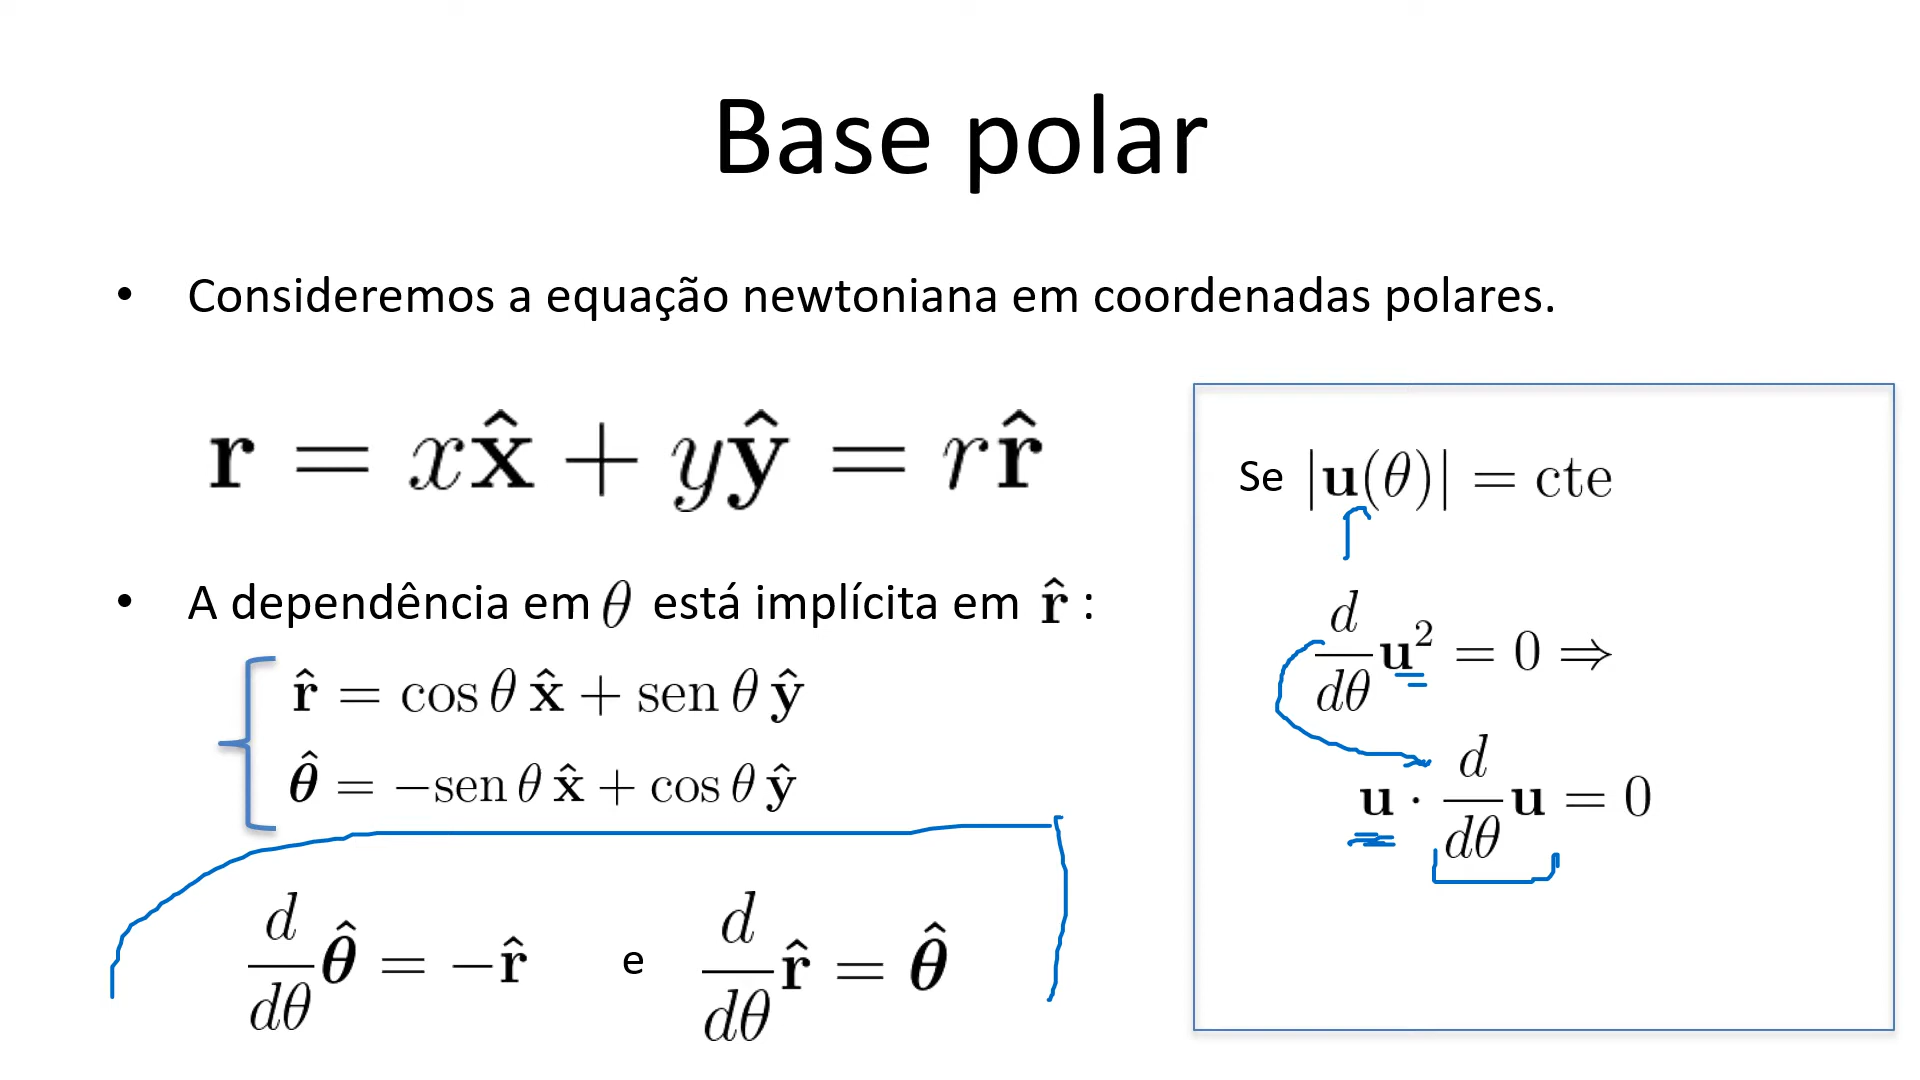 Base polar
• Consideremos a equação newtoniana em coordenadas polares.
𝐫 = x𝐱̂ + y𝐲̂ = r𝐫̂
• A dependência em θ está implícita em 𝐫̂ :
𝐫̂ = cos θ 𝐱̂ + sen θ 𝐲̂
𝛉̂ = −sen θ 𝐱̂ + cos θ 𝐲̂
d/dθ 𝛉̂ = −𝐫̂ e d/dθ 𝐫̂ = 𝛉̂
Se |𝐮(θ)| = cte
d/dθ 𝐮² = 0 ⇒
𝐮 · d/dθ 𝐮 = 0